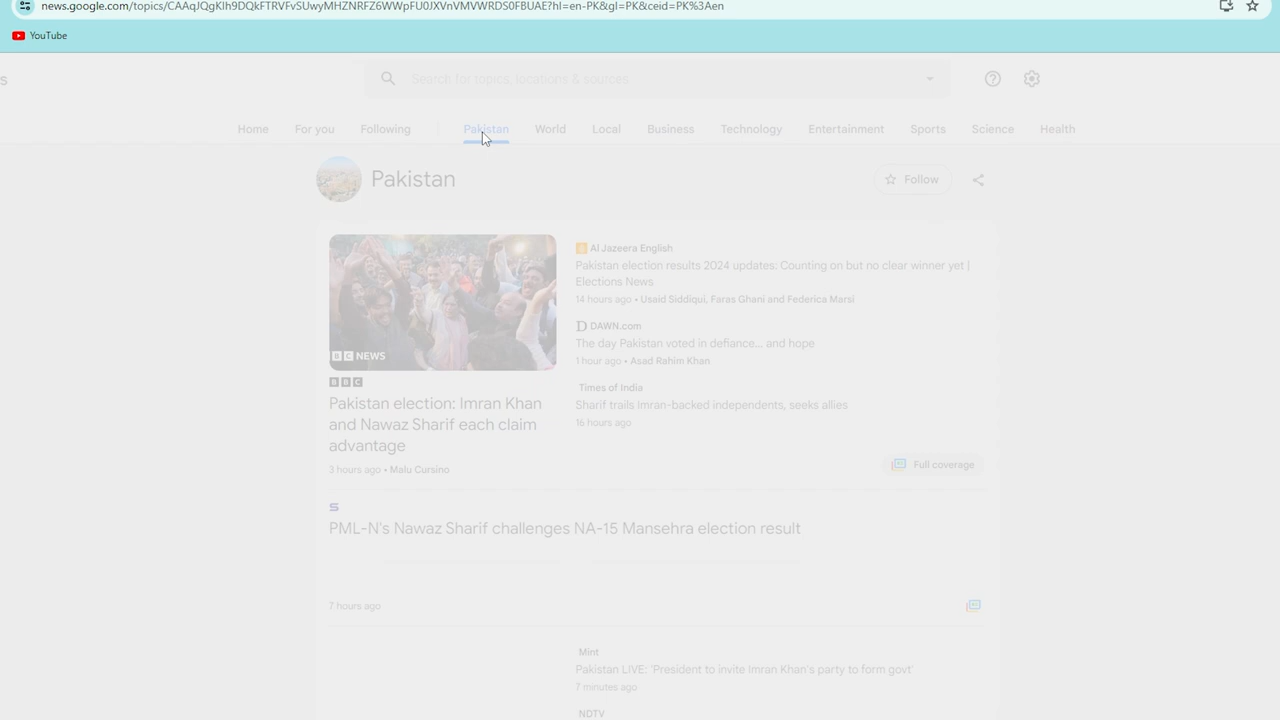 news.google.com/topics/CAAqJQgKIh9DQkFTRVFvSUwyMHZNRFZ6WWpFU0JXVnVMVWRDS0FBUAE?hl=en-PK&gl=PK&ceid=PK%3Aen
YouTube
s
Search for topics, locations & sources
Home For you Following Pakistan World Local Business Technology Entertainment Sports Science Health
Pakistan
Follow
BBC NEWS
BBC
Pakistan election: Imran Khan
and Nawaz Sharif each claim
advantage
3 hours ago • Malu Cursino
Al Jazeera English
Pakistan election results 2024 updates: Counting on but no clear winner yet |
Elections News
14 hours ago • Usaid Siddiqui, Faras Ghani and Federica Marsi
D DAWN.com
The day Pakistan voted in defiance... and hope
1 hour ago • Asad Rahim Khan
Times of India
Sharif trails Imran-backed independents, seeks allies
16 hours ago
Full coverage
S
PML-N's Nawaz Sharif challenges NA-15 Mansehra election result
7 hours ago
Mint
Pakistan LIVE: 'President to invite Imran Khan's party to form govt'
7 minutes ago
NDTV